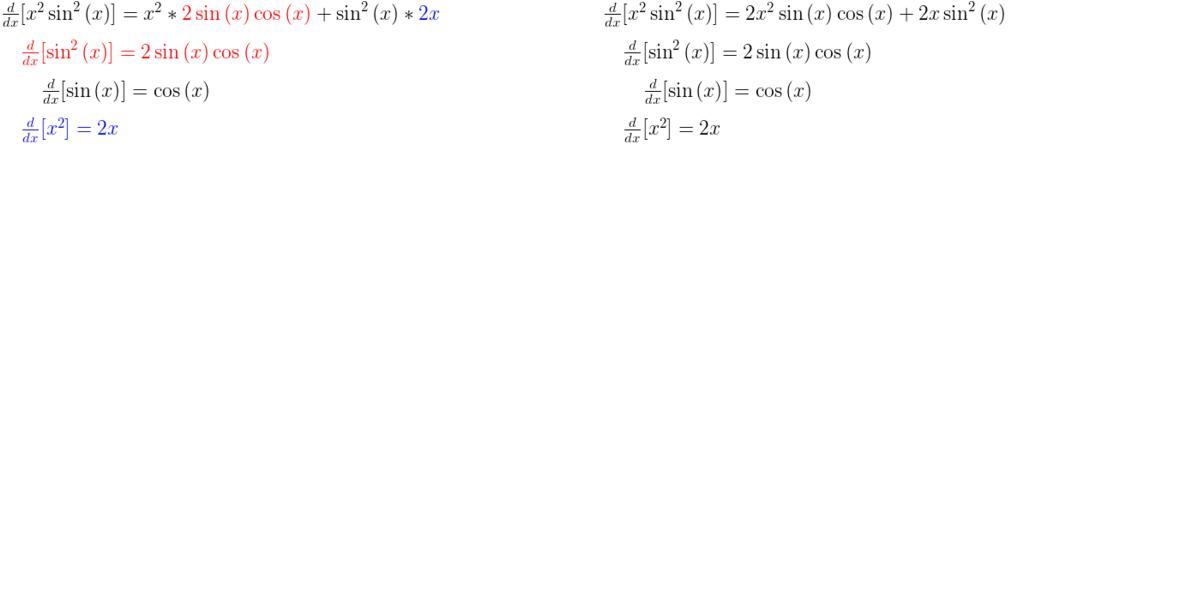 $\frac{d}{dx}[x^2 \sin^2(x)] = x^2 * 2\sin(x)\cos(x) + \sin^2(x) * 2x$
$\frac{d}{dx}[\sin^2(x)] = 2\sin(x)\cos(x)$
$\frac{d}{dx}[\sin(x)] = \cos(x)$
$\frac{d}{dx}[x^2] = 2x$
$\frac{d}{dx}[x^2 \sin^2(x)] = 2x^2 \sin(x)\cos(x) + 2x\sin^2(x)$
$\frac{d}{dx}[\sin^2(x)] = 2\sin(x)\cos(x)$
$\frac{d}{dx}[\sin(x)] = \cos(x)$
$\frac{d}{dx}[x^2] = 2x$